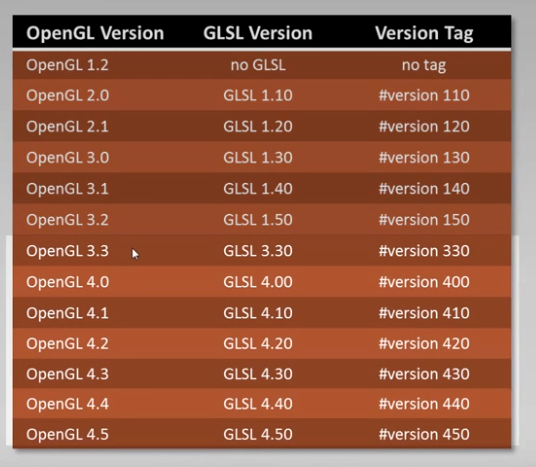 OpenGL Version GLSL Version Version Tag
OpenGL 1.2 no GLSL no tag
OpenGL 2.0 GLSL 1.10 #version 110
OpenGL 2.1 GLSL 1.20 #version 120
OpenGL 3.0 GLSL 1.30 #version 130
OpenGL 3.1 GLSL 1.40 #version 140
OpenGL 3.2 GLSL 1.50 #version 150
OpenGL 3.3 GLSL 3.30 #version 330
OpenGL 4.0 GLSL 4.00 #version 400
OpenGL 4.1 GLSL 4.10 #version 410
OpenGL 4.2 GLSL 4.20 #version 420
OpenGL 4.3 GLSL 4.30 #version 430
OpenGL 4.4 GLSL 4.40 #version 440
OpenGL 4.5 GLSL 4.50 #version 450